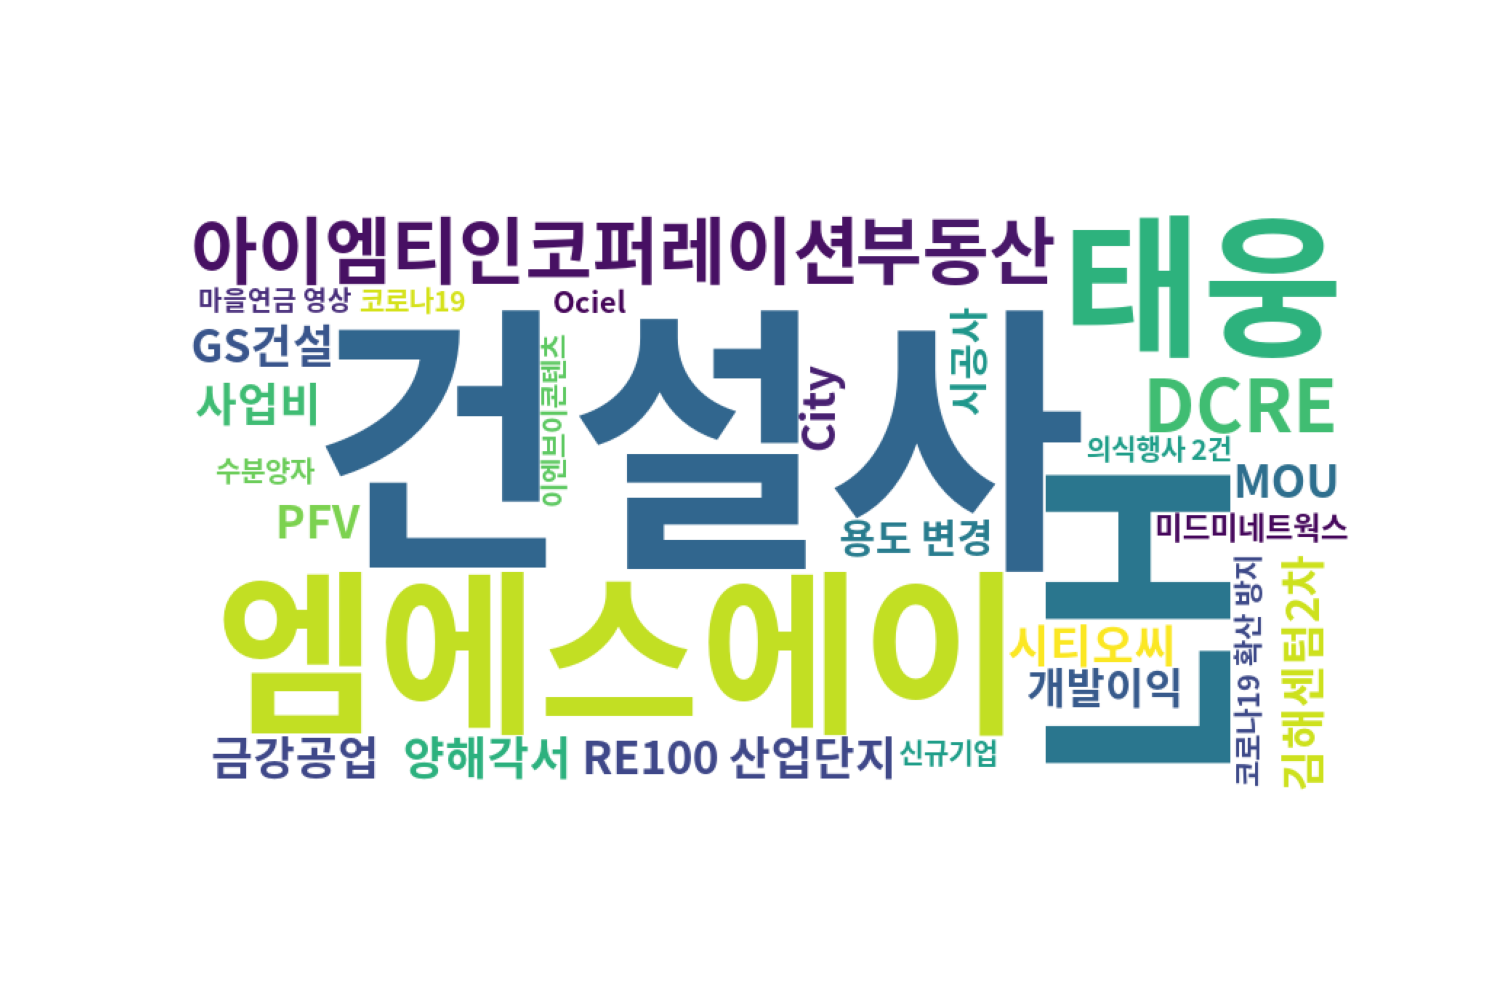 아이엠티인코퍼레이션부동산
태웅
마을연금 영상
코로나19
Ociel
GS건설
건설사
이엔브이콘텐츠
City
시공사
사업비
DCRE
의식행사 2건
수분양자
MOU
LH
PFV
용도 변경
미드미네트웍스
엠에스에이
시티오씨
개발이익
코로나19 확산 방지
김해센텀2차
금강공업
양해각서
RE100 산업단지
신규기업